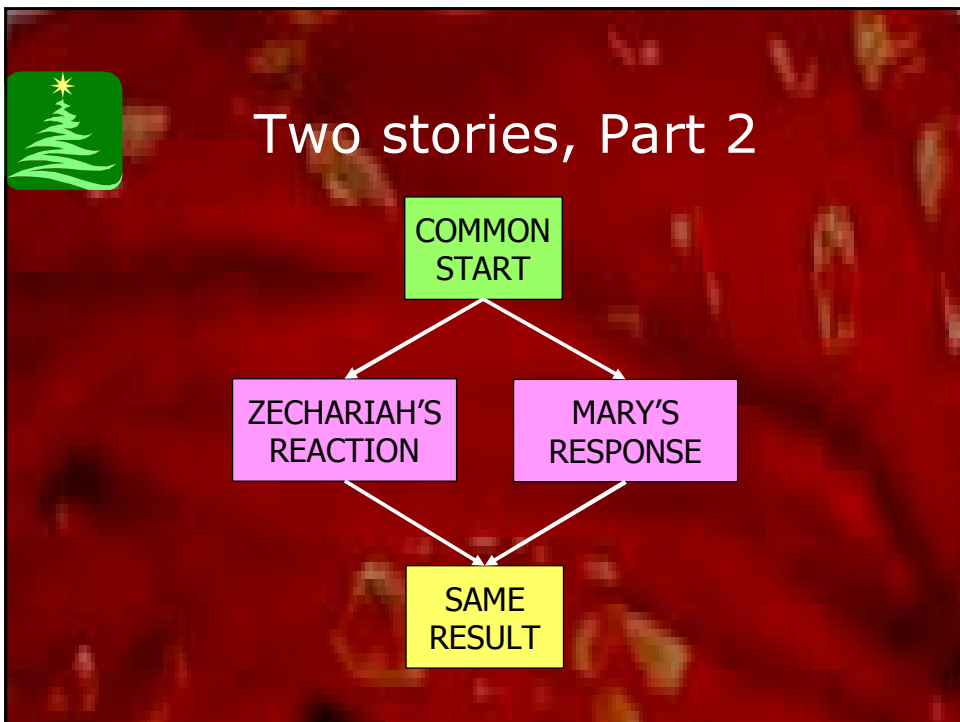 Two stories, Part 2
COMMON
START
ZECHARIAH’S
REACTION
MARY’S
RESPONSE
SAME
RESULT